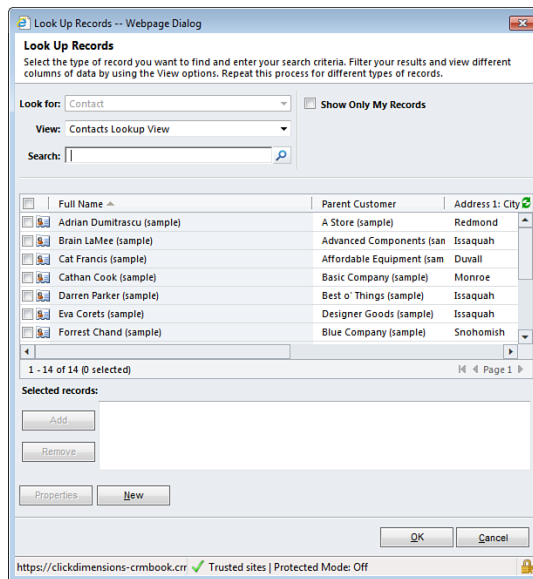 Look Up Records -- Webpage Dialog
Look Up Records
Select the type of record you want to find and enter your search criteria. Filter your results and view different
columns of data by using the View options. Repeat this process for different types of records.
Look for: Contact
Show Only My Records
View: Contacts Lookup View
Search:
Full Name Parent Customer Address 1: City
Adrian Dumitrascu (sample) A Store (sample) Redmond
Brain LaMee (sample) Advanced Components (san Issaquah
Cat Francis (sample) Affordable Equipment (sam Duvall
Cathan Cook (sample) Basic Company (sample) Monroe
Darren Parker (sample) Best o' Things (sample) Issaquah
Eva Corets (sample) Designer Goods (sample) Issaquah
Forrest Chand (sample) Blue Company (sample) Snohomish
1 - 14 of 14 (0 selected) Page 1
Selected records:
Add
Remove
Properties New
OK Cancel
https://clickdimensions-crmbook.crr Trusted sites | Protected Mode: Off